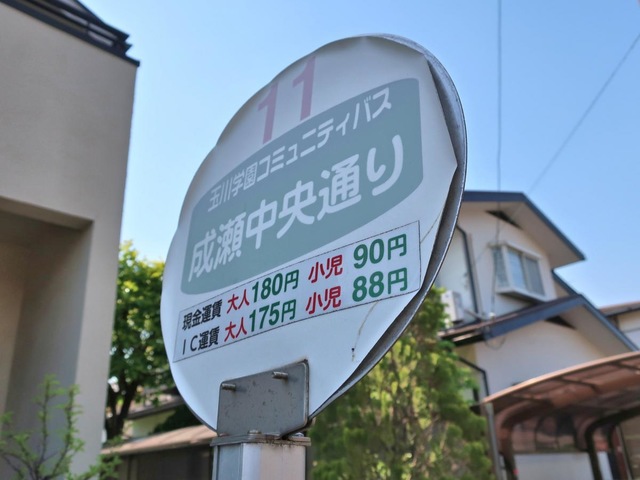 11
玉川学園コミュニティバス
成瀬中央通り
現金運賃 大人180円 小児 90円
IC運賃 大人175円 小児 88円